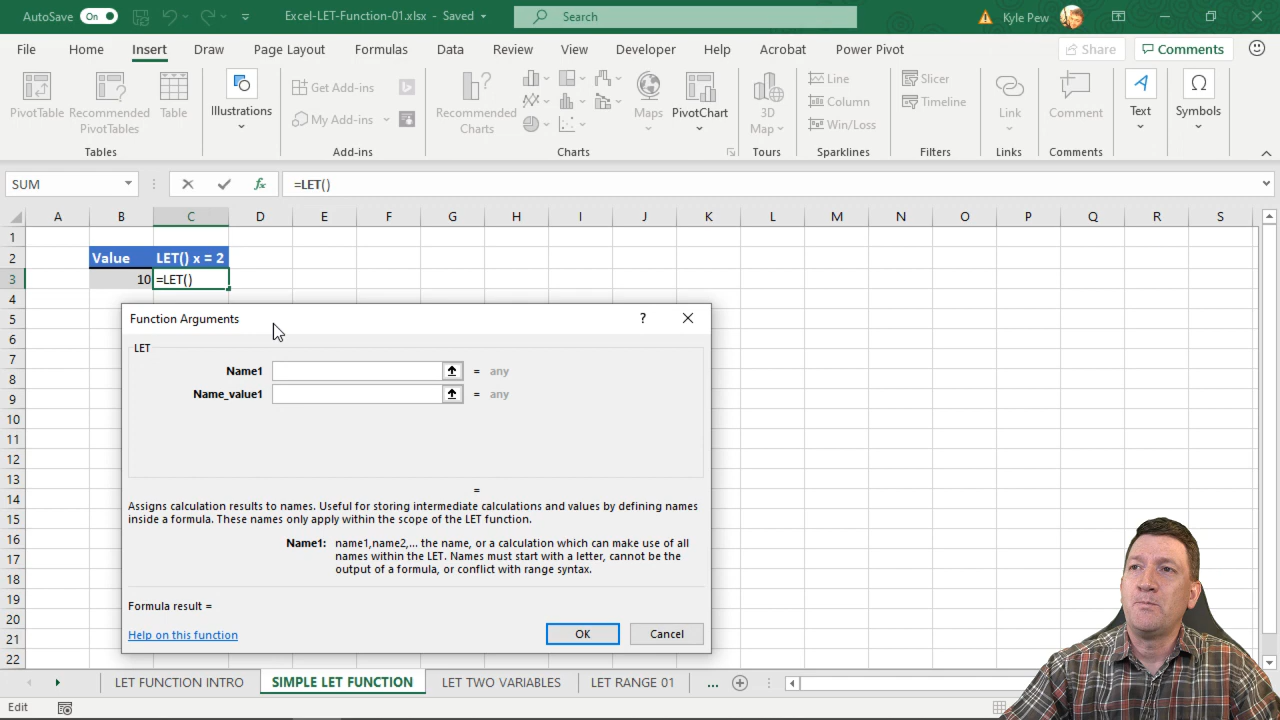 AutoSave On Excel-LET-Function-01.xlsx - Saved Search Kyle Pew
File Home Insert Draw Page Layout Formulas Data Review View Developer Help Acrobat Power Pivot Share Comments
PivotTable Recommended PivotTables Table Illustrations Get Add-ins My Add-ins Recommended Charts Maps PivotChart 3D Map Line Column Win/Loss Slicer Timeline Link Comment Text Symbols
Tables Add-ins Charts Tours Sparklines Filters Links Comments
SUM fx =LET()
A B C D E F G H I J K L M N O P Q R S
1
2 Value LET() x = 2
3 10 =LET()
4
5 Function Arguments ?
6 LET
7 Name1 = any
8 Name_value1 = any
9
10
11
12
13 =
14 Assigns calculation results to names. Useful for storing intermediate calculations and values by defining names
15 inside a formula. These names only apply within the scope of the LET function.
16 Name1: name1,name2,... the name, or a calculation which can make use of all
names within the LET. Names must start with a letter, cannot be the
17 output of a formula, or conflict with range syntax.
18
19 Formula result =
20
21 Help on this function OK Cancel
22
LET FUNCTION INTRO SIMPLE LET FUNCTION LET TWO VARIABLES LET RANGE 01 ...
Edit